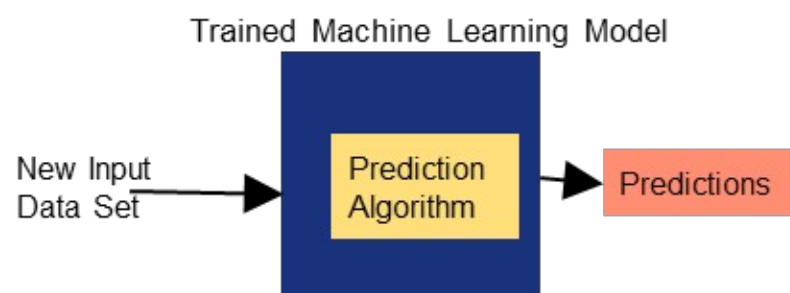 Trained Machine Learning Model
New Input
Data Set
Prediction
Algorithm
Predictions